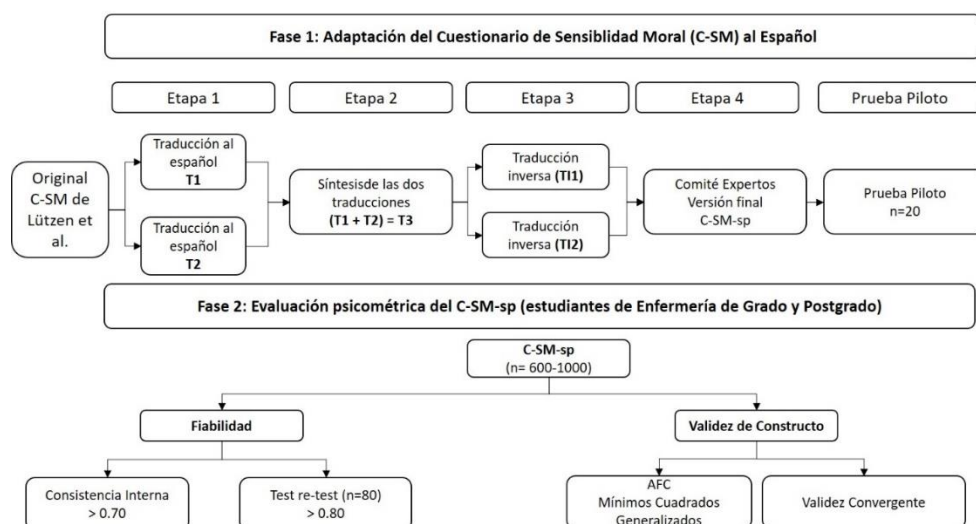 Fase 1: Adaptación del Cuestionario de Sensiblidad Moral (C-SM) al Español
Etapa 1
Etapa 2
Etapa 3
Etapa 4
Prueba Piloto
Original
C-SM de
Lützen et
al.
Traducción al
español
T1
Traducción al
español
T2
Síntesisde las dos
traducciones
(T1 + T2) = T3
Traducción
inversa (TI1)
Traducción
inversa (TI2)
Comité Expertos
Versión final
C-SM-sp
Prueba Piloto
n=20
Fase 2: Evaluación psicométrica del C-SM-sp (estudiantes de Enfermería de Grado y Postgrado)
C-SM-sp
(n= 600-1000)
Fiabilidad
Validez de Constructo
Consistencia Interna
> 0.70
Test re-test (n=80)
> 0.80
AFC
Mínimos Cuadrados
Generalizados
Validez Convergente